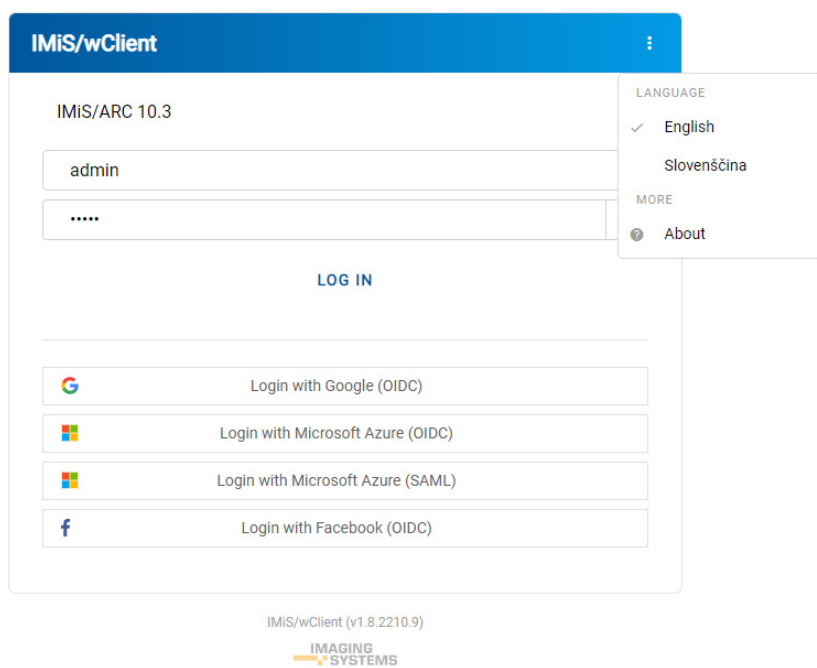 IMiS/wClient
LANGUAGE
IMiS/ARC 10.3
English
admin
Slovenščina
MORE
•••••
About
LOG IN
Login with Google (OIDC)
Login with Microsoft Azure (OIDC)
Login with Microsoft Azure (SAML)
Login with Facebook (OIDC)
IMiS/wClient (v1.8.2210.9)
IMAGING
SYSTEMS